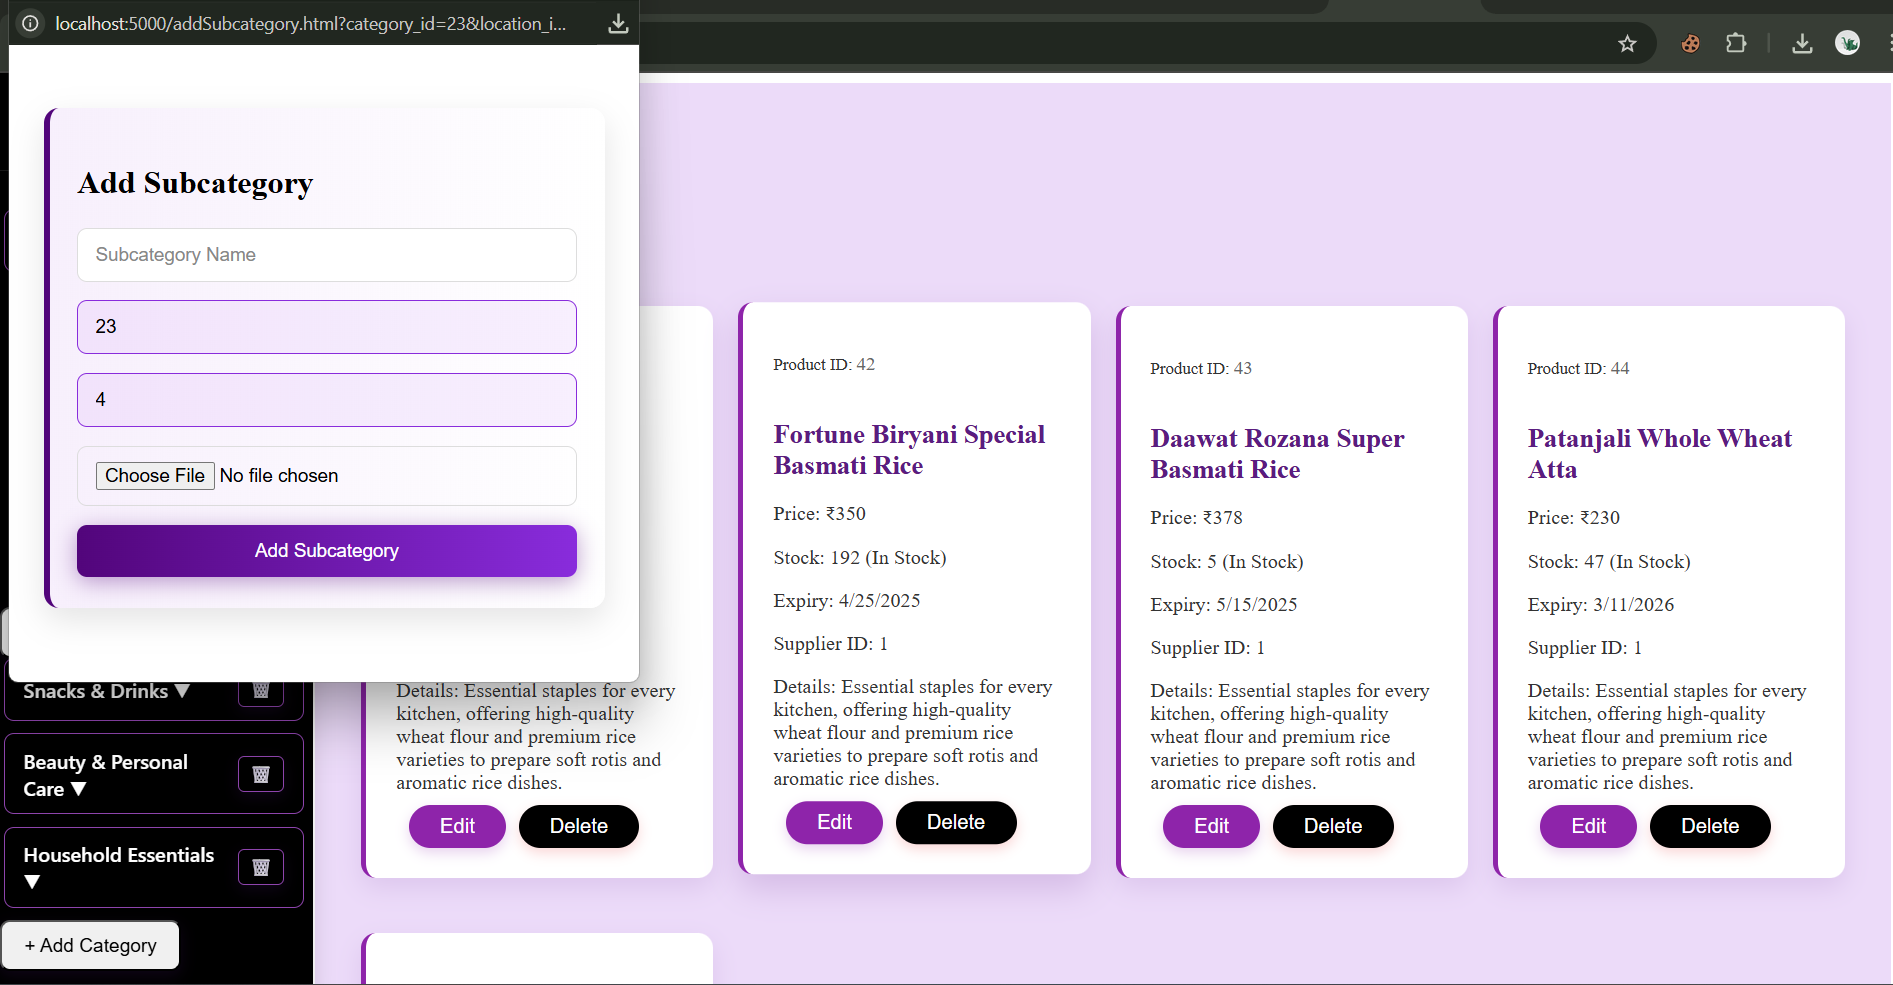 localhost:5000/addSubcategory.html?category_id=23&location_i...
Add Subcategory
Subcategory Name
23
4
Choose File No file chosen
Add Subcategory
Snacks & Drinks ▼
Beauty & Personal
Care ▼
Household Essentials
▼
+ Add Category
Details: Essential staples for every
kitchen, offering high-quality
wheat flour and premium rice
varieties to prepare soft rotis and
aromatic rice dishes.
Edit Delete
Product ID: 42
Fortune Biryani Special
Basmati Rice
Price: ₹350
Stock: 192 (In Stock)
Expiry: 4/25/2025
Supplier ID: 1
Details: Essential staples for every
kitchen, offering high-quality
wheat flour and premium rice
varieties to prepare soft rotis and
aromatic rice dishes.
Edit Delete
Product ID: 43
Daawat Rozana Super
Basmati Rice
Price: ₹378
Stock: 5 (In Stock)
Expiry: 5/15/2025
Supplier ID: 1
Details: Essential staples for every
kitchen, offering high-quality
wheat flour and premium rice
varieties to prepare soft rotis and
aromatic rice dishes.
Edit Delete
Product ID: 44
Patanjali Whole Wheat
Atta
Price: ₹230
Stock: 47 (In Stock)
Expiry: 3/11/2026
Supplier ID: 1
Details: Essential staples for every
kitchen, offering high-quality
wheat flour and premium rice
varieties to prepare soft rotis and
aromatic rice dishes.
Edit Delete